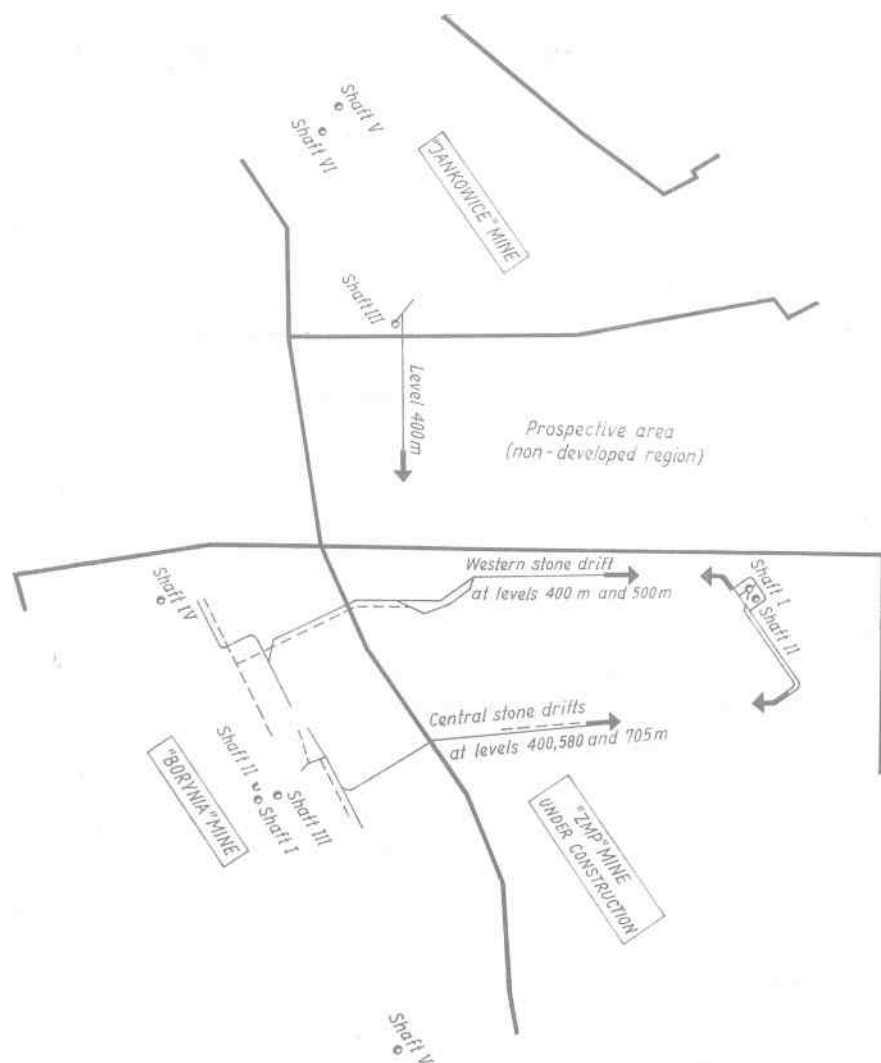 Shaft V
Shaft VI
"JANKOWICE" MINE
Shaft III
Level 400m
Prospective area
(non-developed region)
Western stone drift
at levels 400 m and 500m
Shaft I
Shaft II
Shaft IV
Central stone drifts
at levels 400,580 and 705m
"BORYNIA" MINE
Shaft II
Shaft I
Shaft III
"ZMP" MINE
UNDER CONSTRUCTION
Shaft V